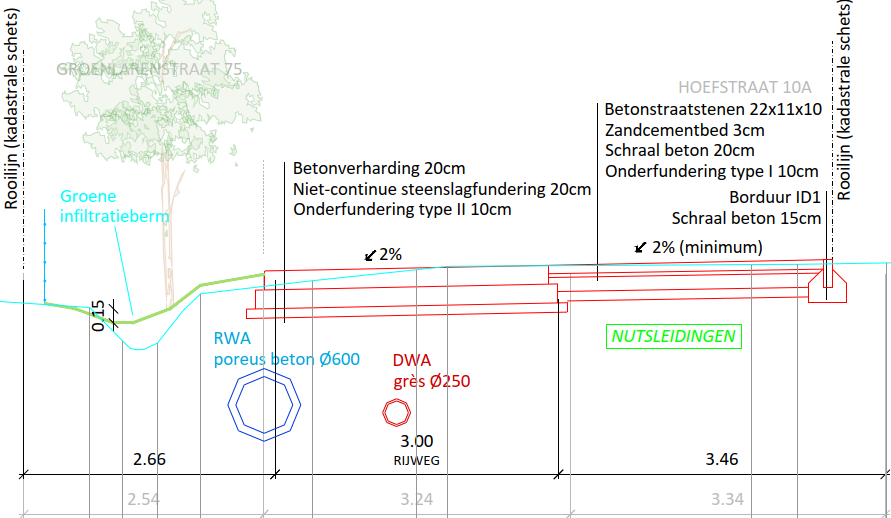 Rooilijn (kadastrale schets)
GROENLARENSTRAAT 75
HOEFSTRAAT 10A
Rooilijn (kadastrale schets)
Betonstraatstenen 22x11x10
Zandcementbed 3cm
Schraal beton 20cm
Onderfundering type I 10cm
Betonverharding 20cm
Niet-continue steenslagfundering 20cm
Onderfundering type II 10cm
Borduur ID1
Schraal beton 15cm
Groene
infiltratieberm
2%
2% (minimum)
0.15
RWA
poreus beton Ø600
DWA
grès Ø250
NUTSLEIDINGEN
2.66
3.00
RIJWEG
3.46
2.54
3.24
3.34